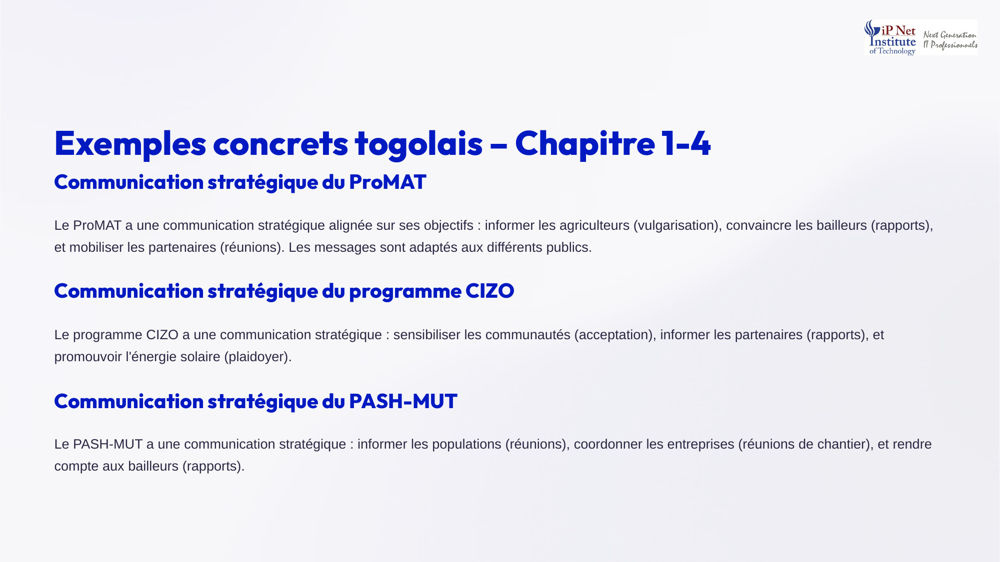 iP Net
Institute
of Technology
Next Generation
IT Professionnels
Exemples concrets togolais – Chapitre 1-4
Communication stratégique du ProMAT
Le ProMAT a une communication stratégique alignée sur ses objectifs : informer les agriculteurs (vulgarisation), convaincre les bailleurs (rapports),
et mobiliser les partenaires (réunions). Les messages sont adaptés aux différents publics.
Communication stratégique du programme CIZO
Le programme CIZO a une communication stratégique : sensibiliser les communautés (acceptation), informer les partenaires (rapports), et
promouvoir l'énergie solaire (plaidoyer).
Communication stratégique du PASH-MUT
Le PASH-MUT a une communication stratégique : informer les populations (réunions), coordonner les entreprises (réunions de chantier), et rendre
compte aux bailleurs (rapports).